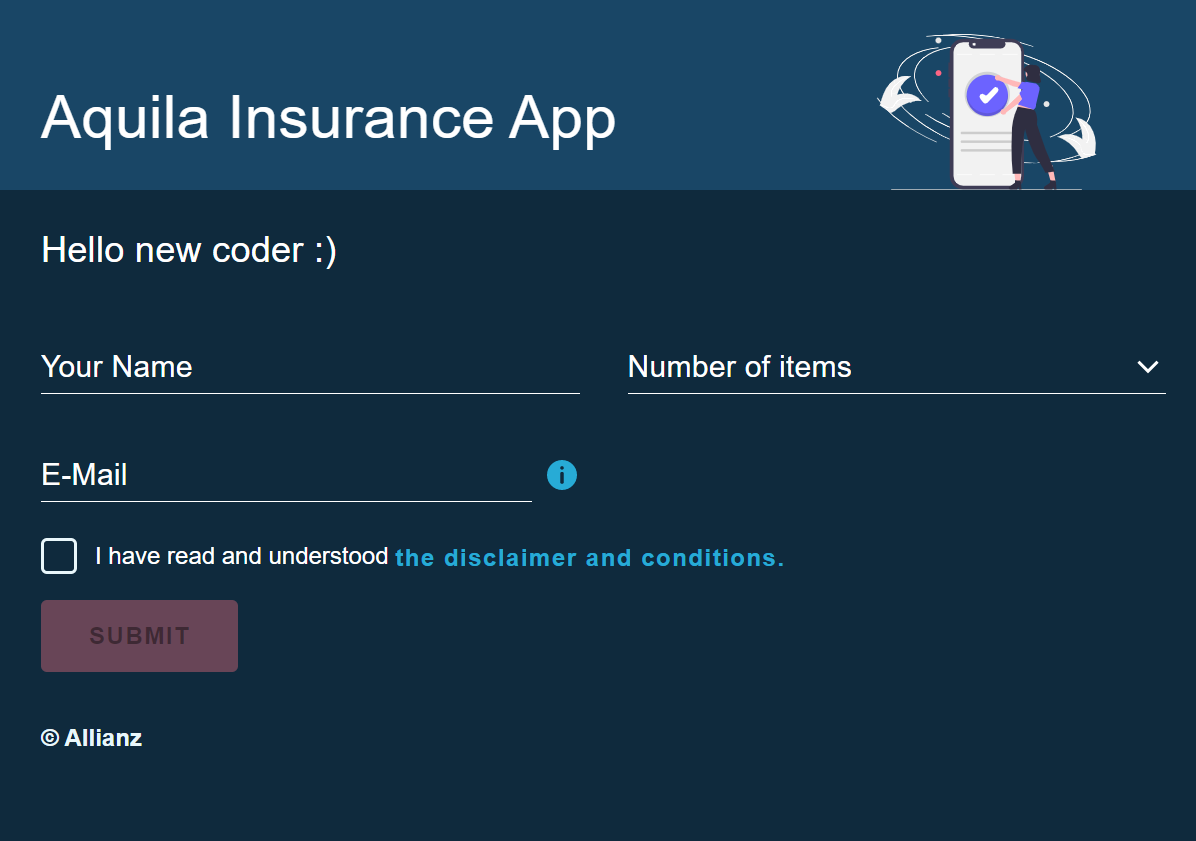 Aquila Insurance App
Hello new coder :)
Your Name
Number of items
E-Mail
I have read and understood the disclaimer and conditions.
SUBMIT
© Allianz